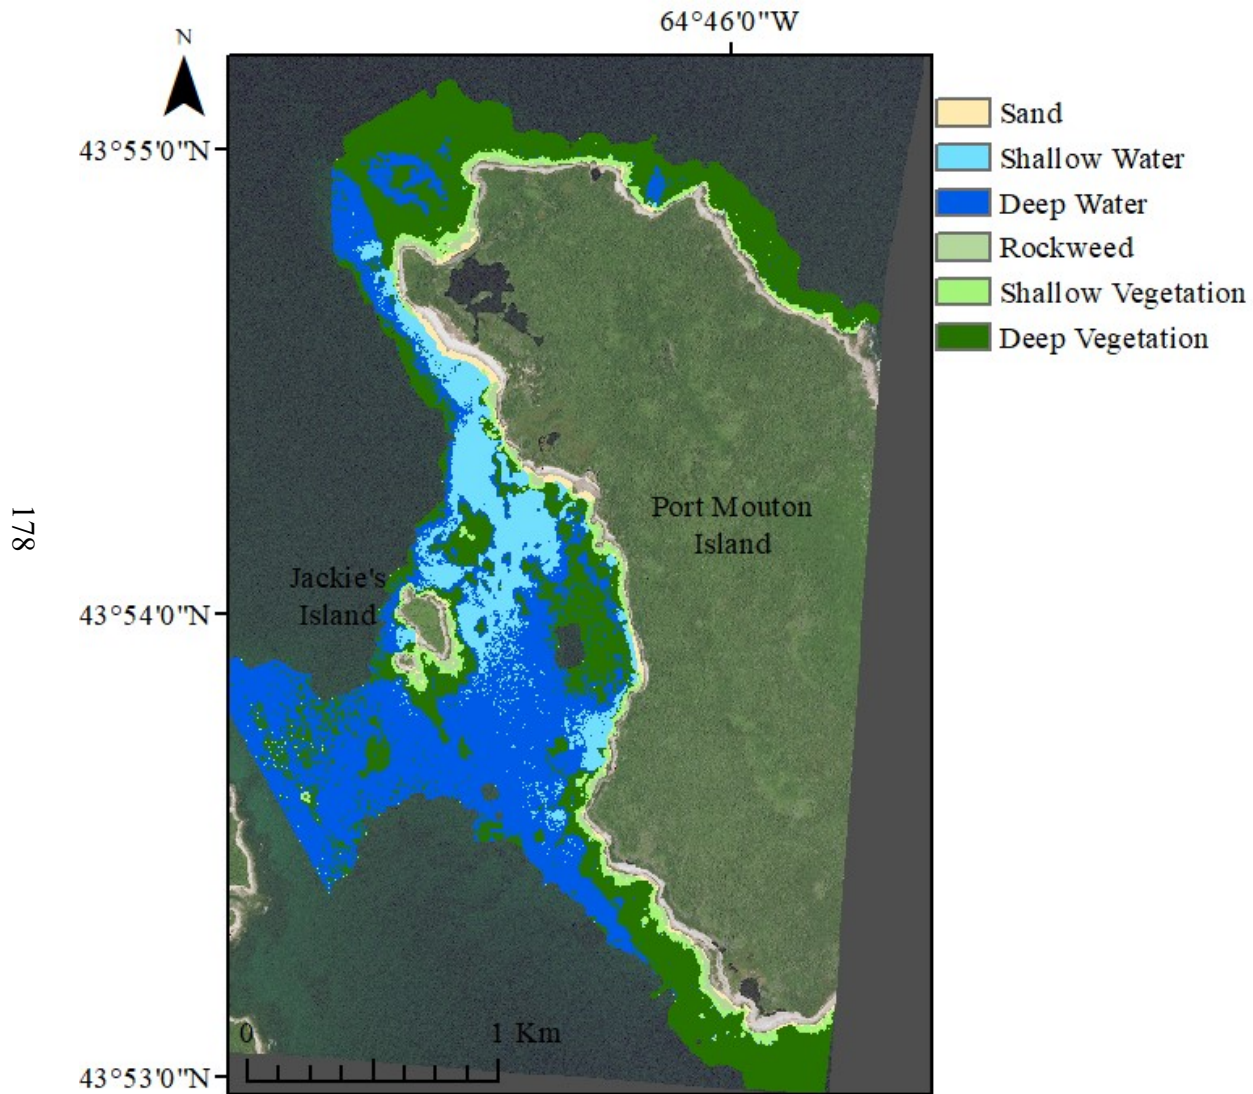 64°46'0"W
N
43°55'0"N
Sand
Shallow Water
Deep Water
Rockweed
Shallow Vegetation
Deep Vegetation
Port Mouton
Island
178
Jackie's
Island
43°54'0"N
0
1 Km
43°53'0"N